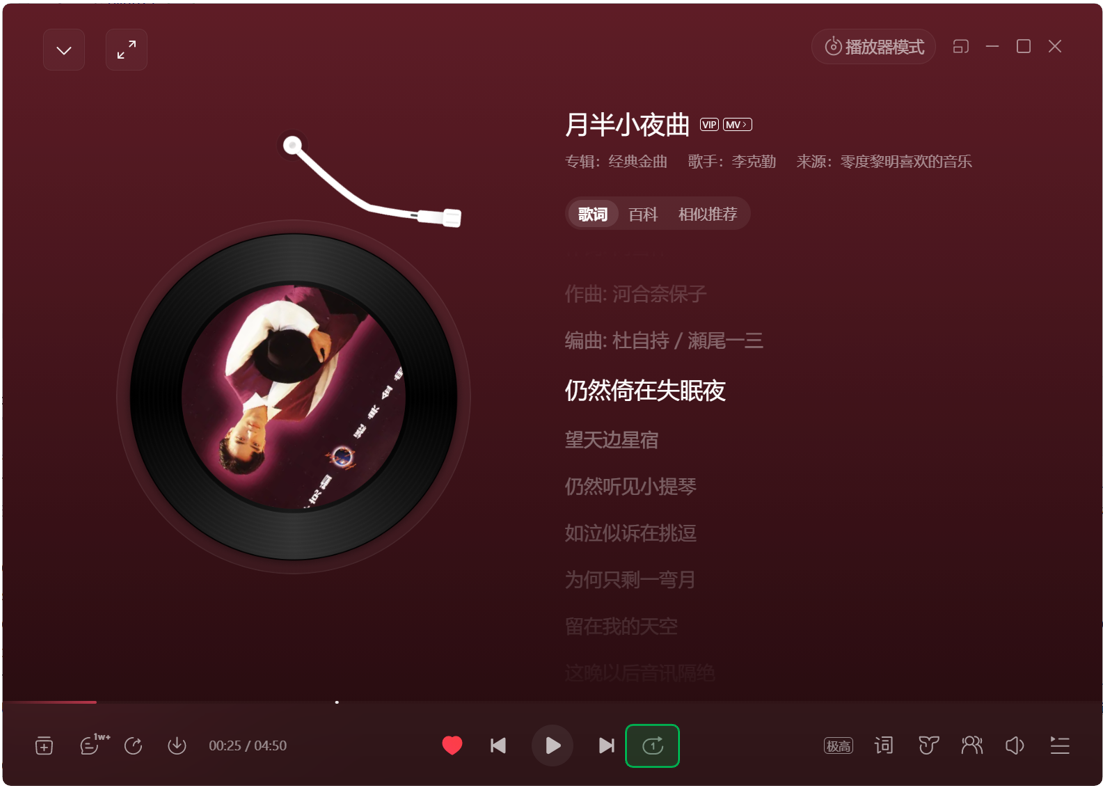 播放器模式
月半小夜曲 VIP MV
专辑：经典金曲 歌手：李克勤 来源：零度黎明喜欢的音乐
歌词 百科 相似推荐
作曲: 河合奈保子
编曲: 杜自持 / 瀬尾一三
仍然倚在失眠夜
望天边星宿
仍然听见小提琴
如泣似诉在挑逗
为何只剩一弯月
留在我的天空
这晚以后音讯隔绝
1w+
00:25 / 04:50
1
极高 词